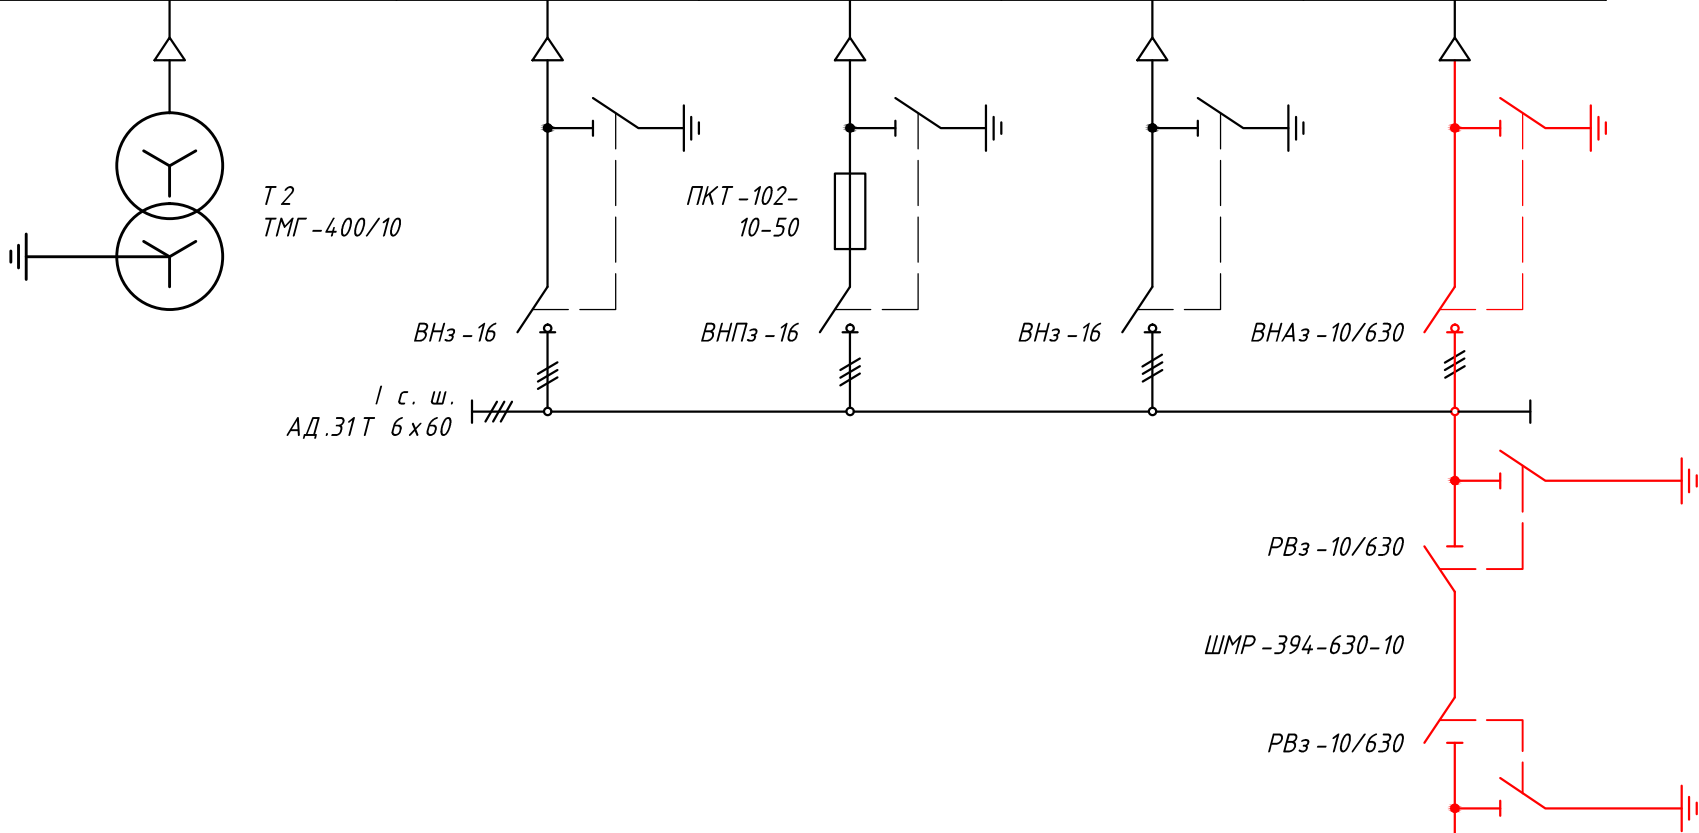 Т 2
ТМГ-400/10
ПКТ-102-
10-50
ВНз-16
ВНПз-16
ВНз-16
ВНАз-10/630
I с. ш.
АД.31Т 6х60
РВз-10/630
ШМР-394-630-10
РВз-10/630